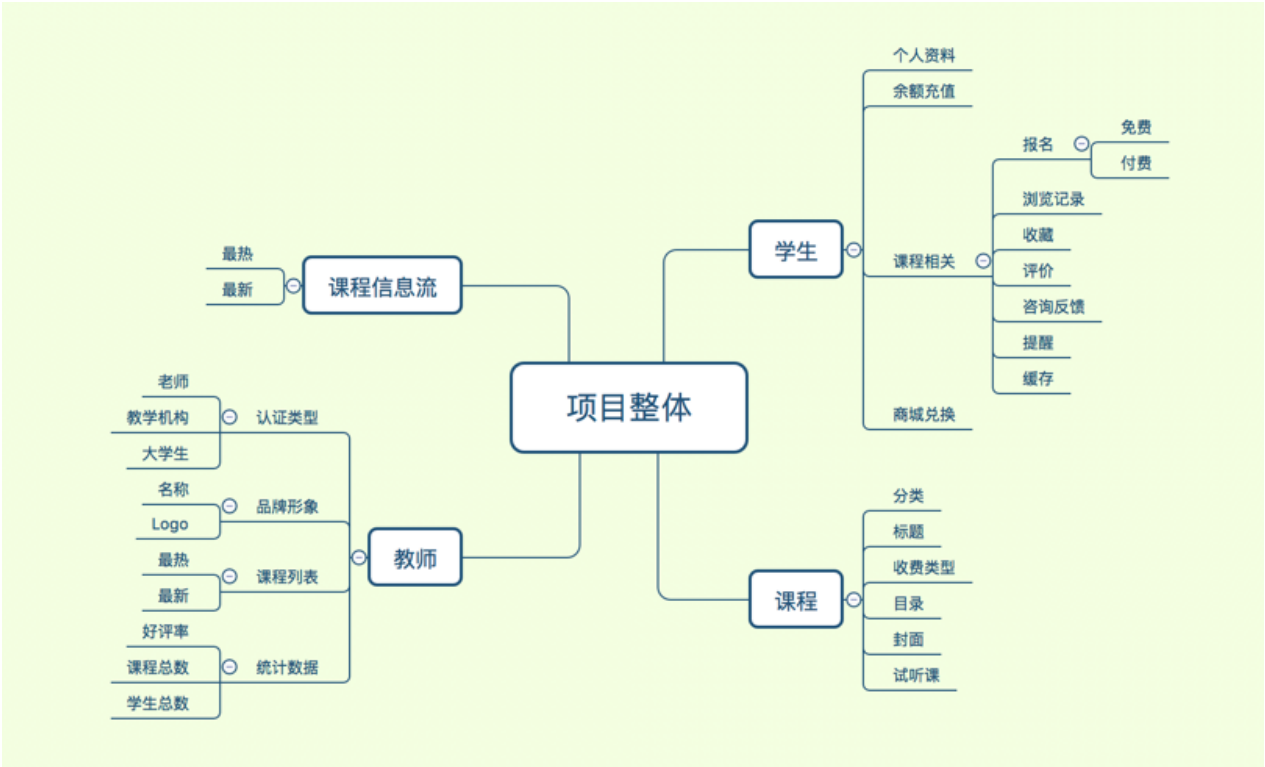 项目整体
学生
个人资料
余额充值
课程相关
报名
免费
付费
浏览记录
收藏
评价
咨询反馈
提醒
缓存
商城兑换
课程
分类
标题
收费类型
目录
封面
试听课
课程信息流
最热
最新
教师
认证类型
老师
教学机构
大学生
品牌形象
名称
Logo
课程列表
最热
最新
统计数据
好评率
课程总数
学生总数